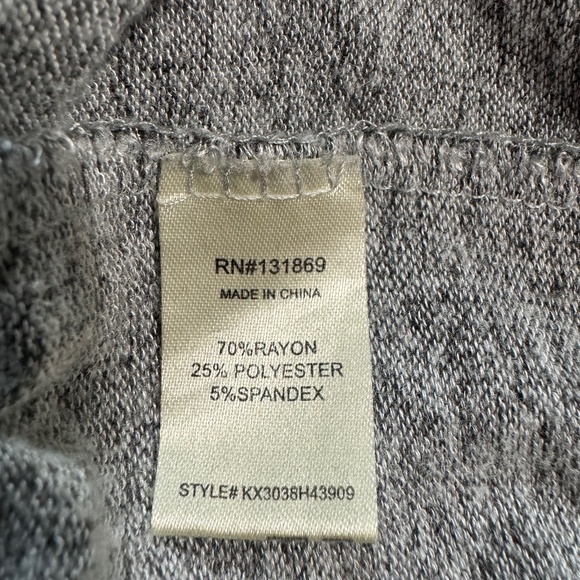 RN#131869
MADE IN CHINA
70%RAYON
25% POLYESTER
5%SPANDEX
STYLE# KX3038H43909